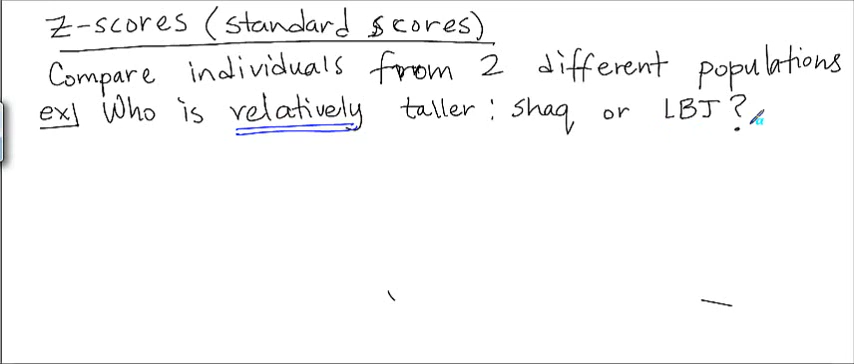 Z-scores (standard scores)
Compare individuals from 2 different populations
ex) Who is relatively taller: Shaq or LBJ?